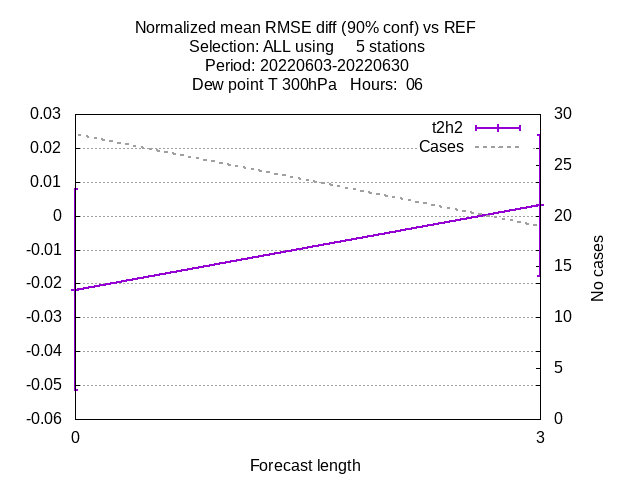 Normalized mean RMSE diff (90% conf) vs REF
Selection: ALL using     5 stations
Period: 20220603-20220630
Dew point T 300hPa   Hours:  06
t2h2
Cases
0.03
0.02
0.01
0
-0.01
-0.02
-0.03
-0.04
-0.05
-0.06
30
25
20
15
10
5
0
No cases
0
3
Forecast length